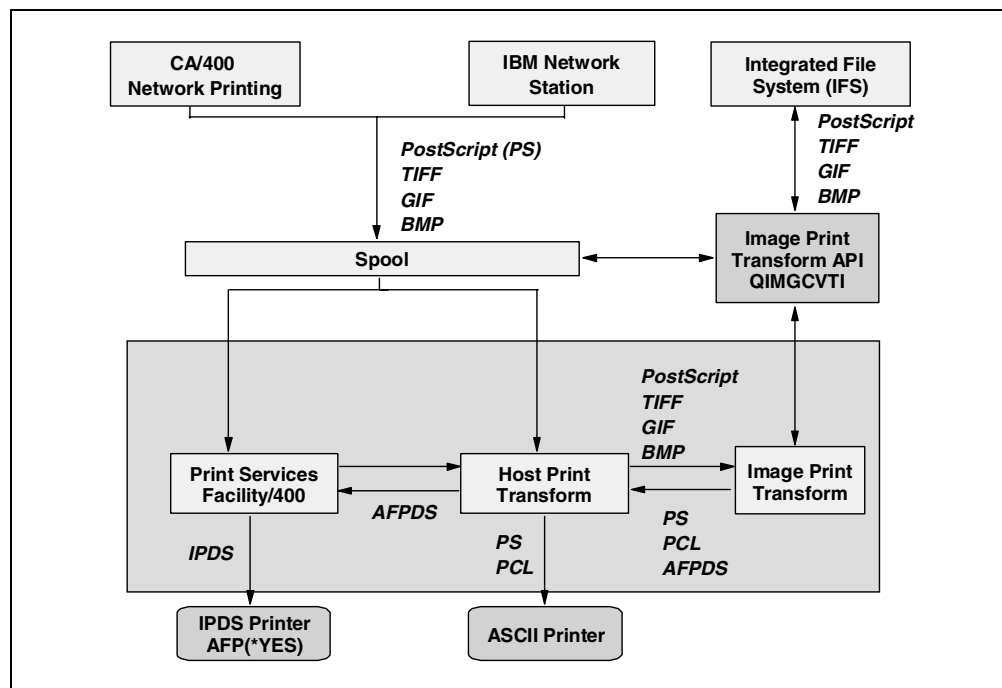 CA/400
Network Printing
IBM Network
Station
Integrated File
System (IFS)
PostScript (PS)
TIFF
GIF
BMP
PostScript
TIFF
GIF
BMP
Spool
Image Print
Transform API
QIMGCVTI
PostScript
TIFF
GIF
BMP
Print Services
Facility/400
Host Print
Transform
Image Print
Transform
AFPDS
IPDS
PS
PCL
PS
PCL
AFPDS
IPDS Printer
AFP(*YES)
ASCII Printer